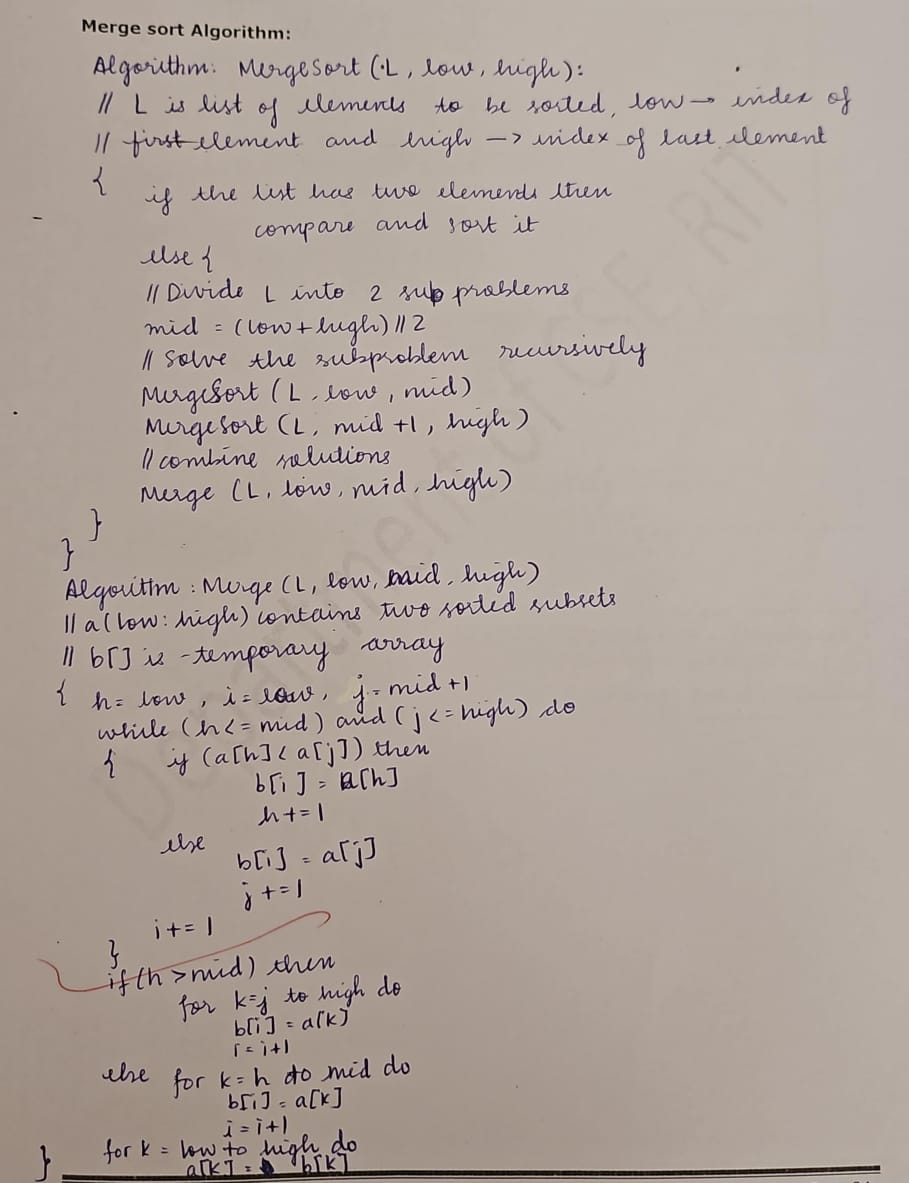 Merge sort Algorithm:
Algorithm: MergeSort (L, low, high):
// L is list of elements to be sorted, low → index of
// first element and high → index of last element
{ if the list has two elements then
compare and sort it
else {
// Divide L into 2 sub problems
mid = (low + high) // 2
// Solve the subproblem recursively
MergeSort (L, low, mid)
MergeSort (L, mid +1, high)
// combine solutions
Merge (L, low, mid, high)
}
}
Algorithm : Merge (L, low, mid, high)
// a(low: high) contains two sorted subsets
// b[] is temporary array
{ h= low, i= low, j= mid +1
while (h <= mid) and (j <= high) do
{ if (a[h] < a[j]) then
b[i] = a[h]
h += 1
else
b[i] = a[j]
j += 1
i += 1
}
if (h > mid) then
for k=j to high do
b[i] = a[k]
i = i+1
else for k = h to mid do
b[i] = a[k]
i = i+1
for k = low to high do
} a[k] = b[k]
Department of CSE, RIT